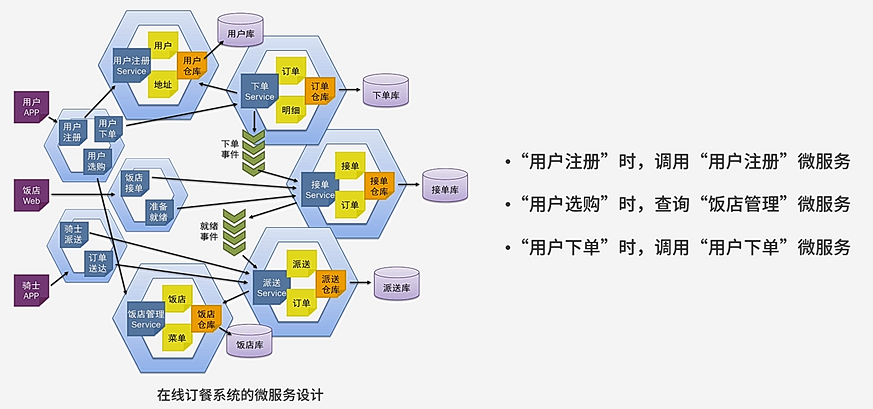 用户
APP
用户
注册
用户
下单
用户
选购
用户注册
Service
用户
地址
用户
仓库
用户库
下单
Service
订单
明细
订单
仓库
下单库
下单
事件
饭店
Web
饭店
接单
准备
就绪
接单
Service
接单
订单
接单
仓库
接单库
就绪
事件
骑士
APP
骑士
派送
订单
送达
派送
Service
派送
订单
派送
仓库
派送库
饭店管理
Service
饭店
菜单
饭店
仓库
饭店库
在线订餐系统的微服务设计
• “用户注册”时，调用“用户注册”微服务
• “用户选购”时，查询“饭店管理”微服务
• “用户下单”时，调用“用户下单”微服务